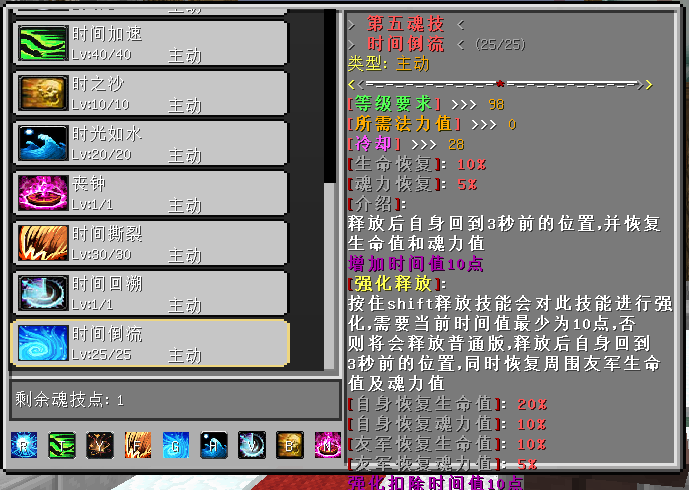 时间加速
Lv:40/40 主动
时之沙
Lv:10/10 主动
时光如水
Lv:20/20 主动
丧钟
Lv:1/1 主动
时间撕裂
Lv:30/30 主动
时间回溯
Lv:1/1 主动
时间倒流
Lv:25/25 主动
剩余魂技点: 1
R
V
F
G
B
N
> 第五魂技 <
> 时间倒流 < (25/25)
类型: 主动
[等级要求] >>> 98
[所需法力值] >>> 0
[冷却] >>> 28
[生命恢复]: 10%
[魂力恢复]: 5%
[介绍]:
释放后自身回到3秒前的位置,并恢复
生命值和魂力值
增加时间值10点
[强化释放]:
按住shift释放技能会对此技能进行强
化,需要当前时间值最少为10点,否
则将会释放普通版,释放后自身回到
3秒前的位置,同时恢复周围友军生命
值及魂力值
[自身恢复生命值]: 20%
[自身恢复魂力值]: 10%
[友军恢复生命值]: 10%
[友军恢复魂力值]: 5%
强化扣除时间值10点